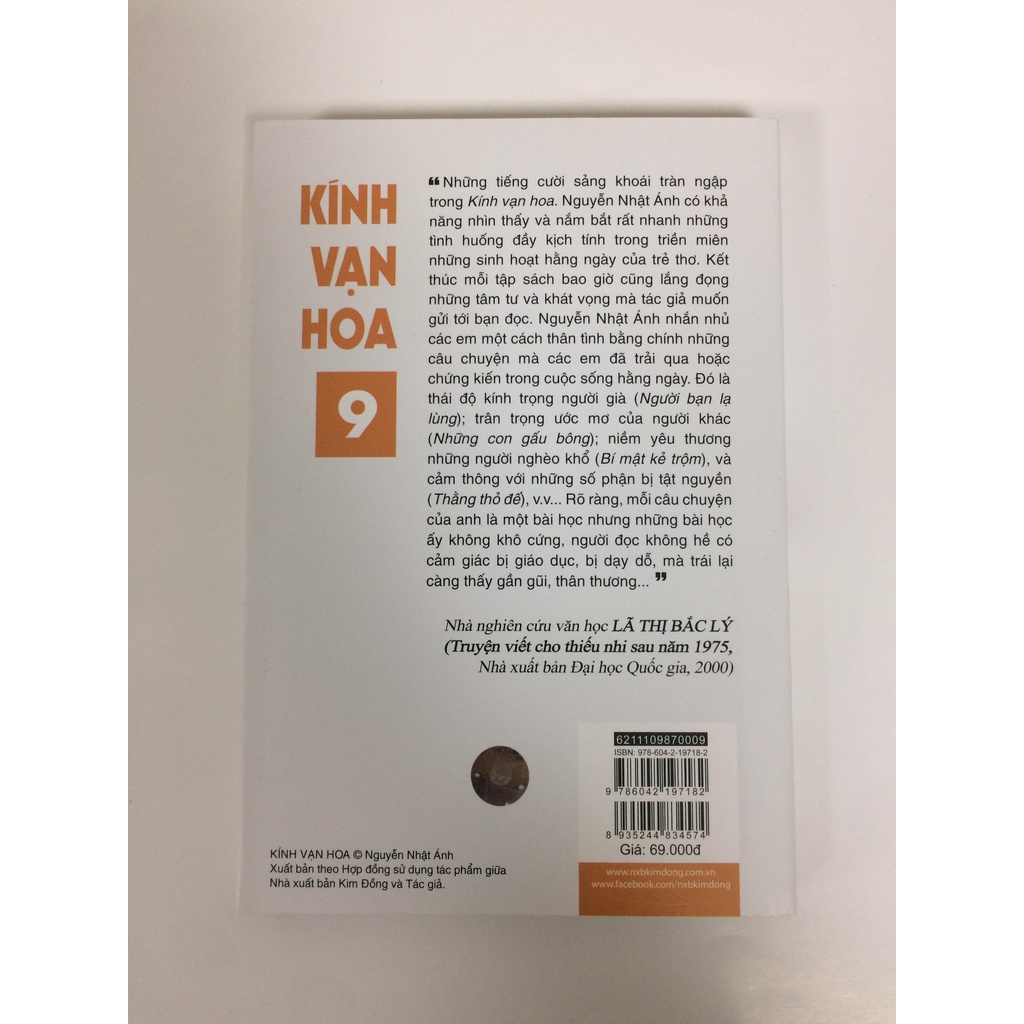 KÍNH
VẠN
HOA
9
❝Những tiếng cười sảng khoái tràn ngập
trong Kính vạn hoa. Nguyễn Nhật Ánh có khả
năng nhìn thấy và nắm bắt rất nhanh những
tình huống đầy kịch tính trong triền miên
những sinh hoạt hằng ngày của trẻ thơ. Kết
thúc mỗi tập sách bao giờ cũng lắng đọng
những tâm tư và khát vọng mà tác giả muốn
gửi tới bạn đọc. Nguyễn Nhật Ánh nhắn nhủ
các em một cách thân tình bằng chính những
câu chuyện mà các em đã trải qua hoặc
chứng kiến trong cuộc sống hằng ngày. Đó là
thái độ kính trọng người già (Người bạn lạ
lùng); trân trọng ước mơ của người khác
(Những con gấu bông); niềm yêu thương
những người nghèo khổ (Bí mật kẻ trộm), và
cảm thông với những số phận bị tật nguyền
(Thằng thỏ đế), v.v... Rõ ràng, mỗi câu chuyện
của anh là một bài học nhưng những bài học
ấy không khô cứng, người đọc không hề có
cảm giác bị giáo dục, bị dạy dỗ, mà trái lại
càng thấy gần gũi, thân thương... ❞
Nhà nghiên cứu văn học LÃ THỊ BẮC LÝ
(Truyện viết cho thiếu nhi sau năm 1975,
Nhà xuất bản Đại học Quốc gia, 2000)
6211109870009
ISBN: 978-604-2-19718-2
9 786042 197182
8 935244 834574
Giá: 69.000đ
www.nxbkimdong.com.vn
www.facebook.com/nxbkimdong
KÍNH VẠN HOA © Nguyễn Nhật Ánh
Xuất bản theo Hợp đồng sử dụng tác phẩm giữa
Nhà xuất bản Kim Đồng và Tác giả.